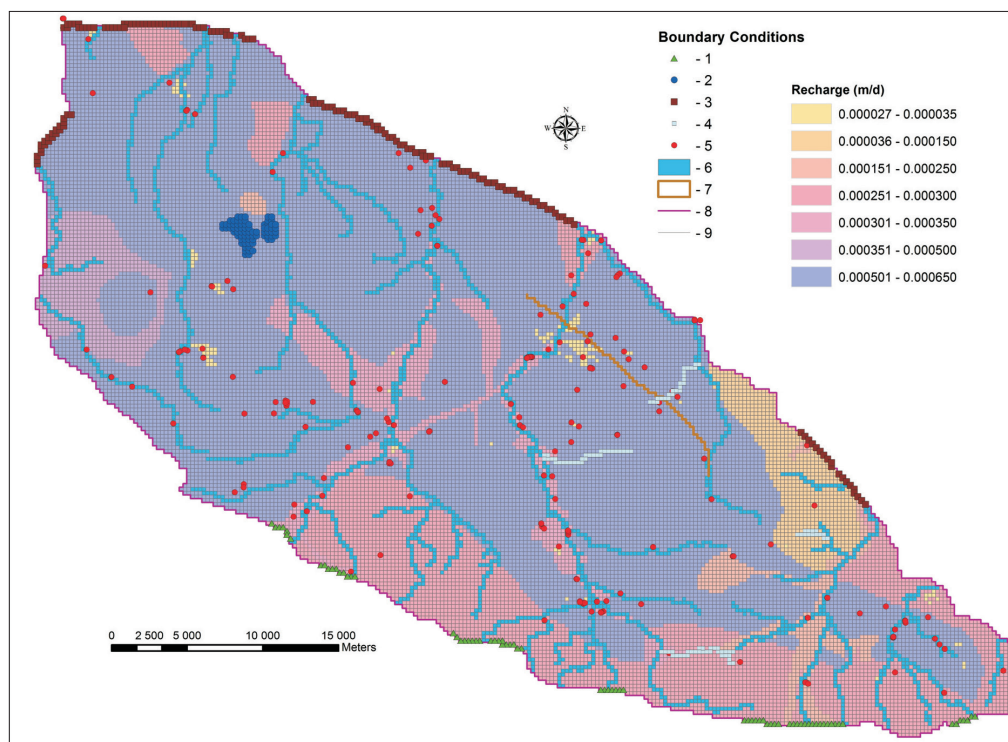 Boundary Conditions
- 1
- 2
- 3
- 4
- 5
- 6
- 7
- 8
- 9
N
W E
S
Recharge (m/d)
0.000027 - 0.000035
0.000036 - 0.000150
0.000151 - 0.000250
0.000251 - 0.000300
0.000301 - 0.000350
0.000351 - 0.000500
0.000501 - 0.000650
0 2 500 5 000 10 000 15 000
Meters